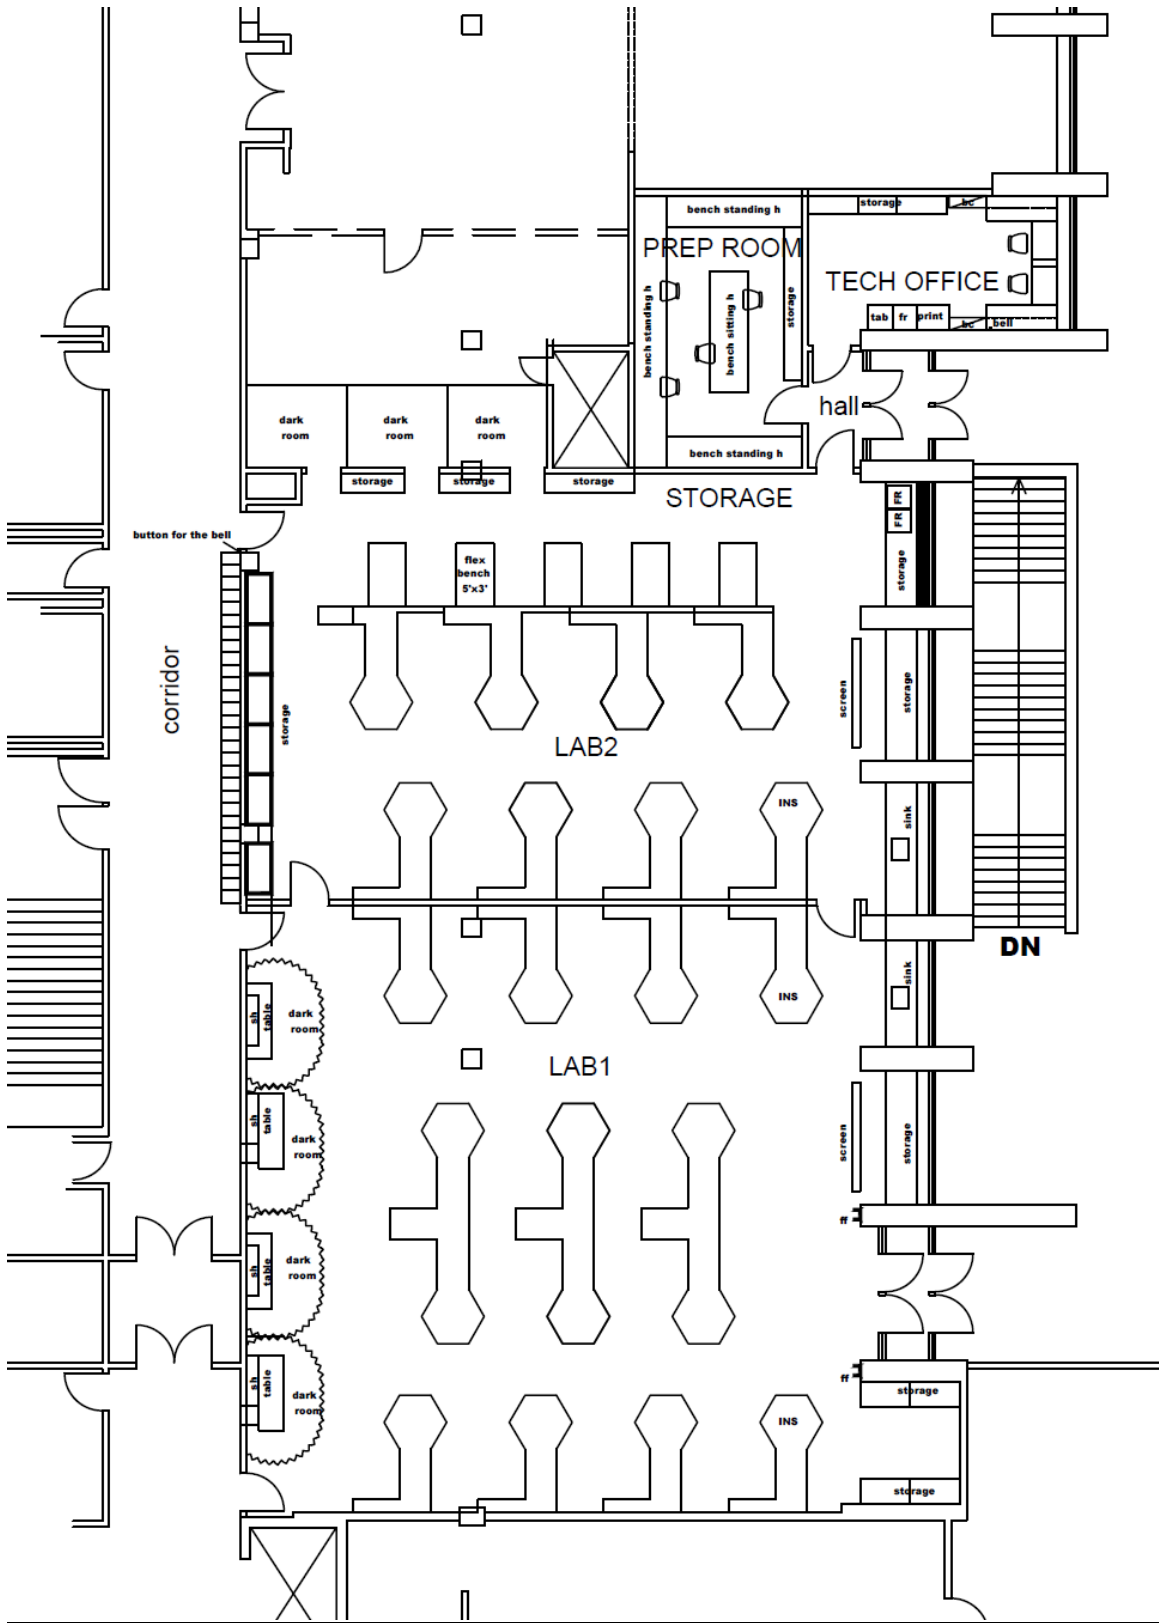 bench standing h
storage
bc
PREP ROOM
TECH OFFICE
bench standing h
bench sitting h
storage
tab
fr
print
bc
bell
hall
dark
room
dark
room
dark
room
bench standing h
storage
storage
storage
STORAGE
FR
FR
storage
button for the bell
flex
bench
5'x3'
corridor
storage
screen
storage
LAB2
INS
sink
DN
sink
INS
sh
table
dark
room
LAB1
sh
table
dark
room
screen
storage
ff
sh
table
dark
room
ff
storage
sh
table
dark
room
INS
storage